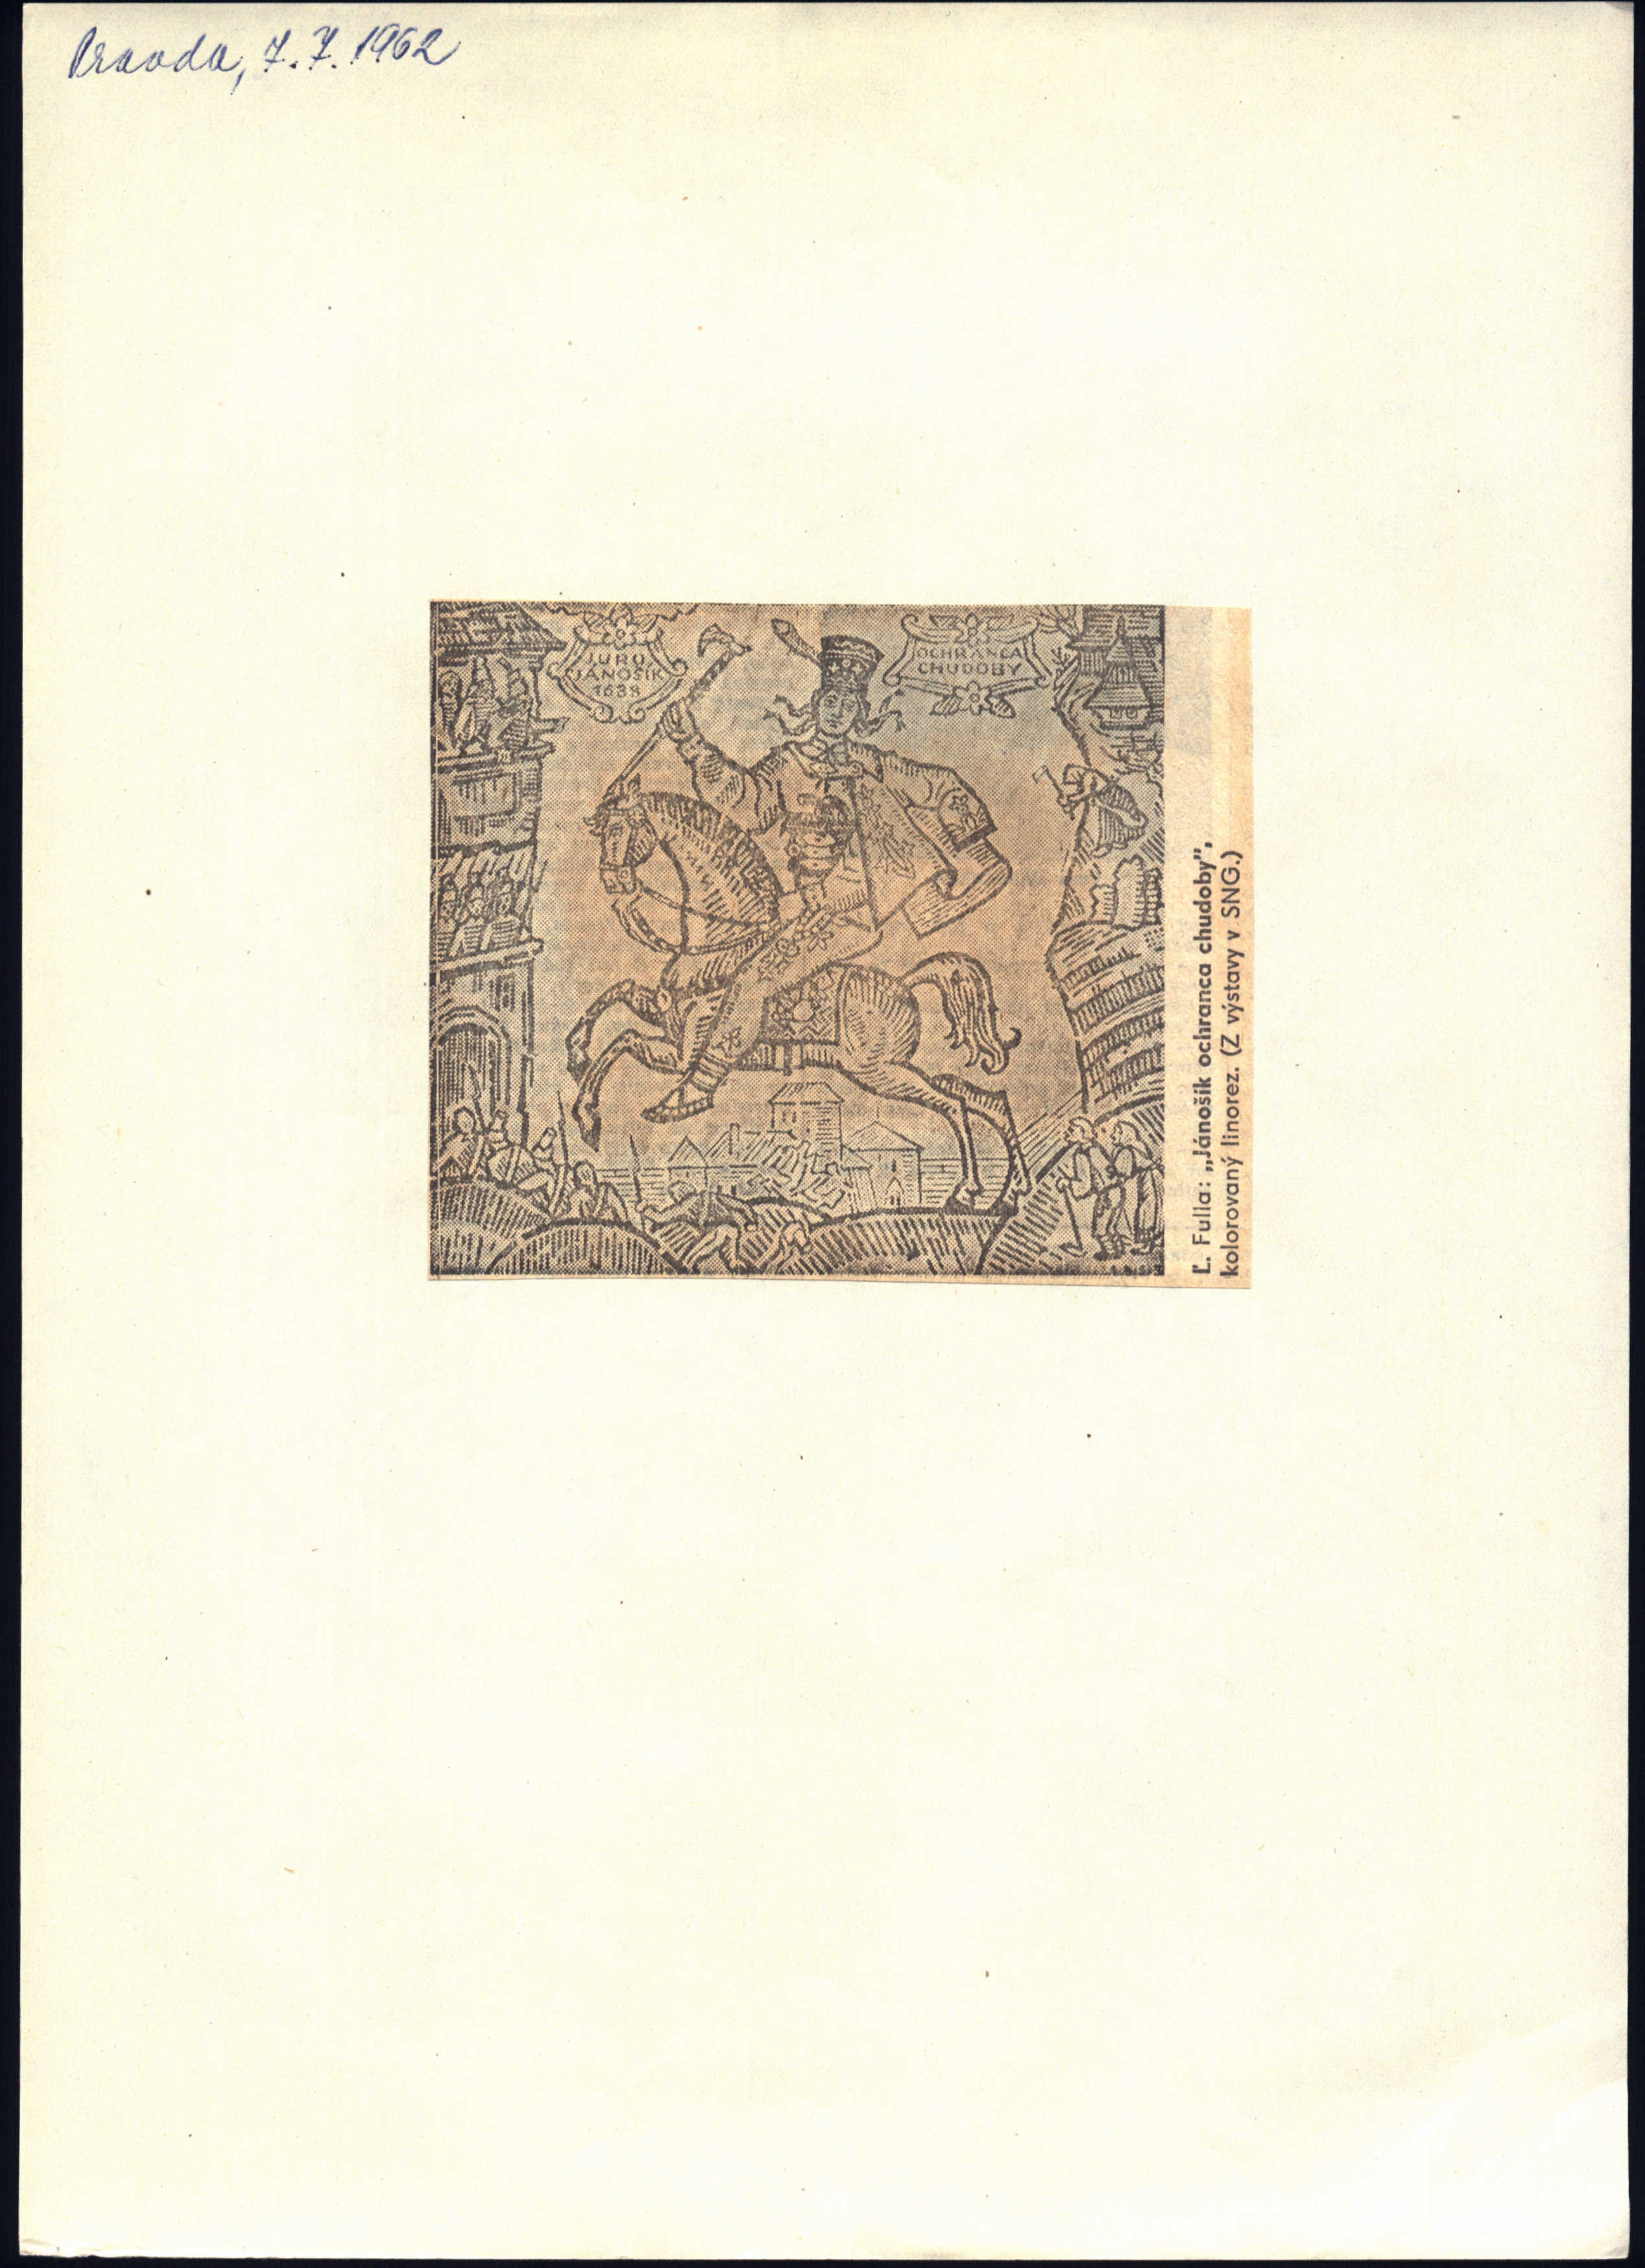 Pravda, 7. 7. 1962
JURO
JÁNOŠÍK
1688
OCHRANCA
CHUDOBY
Ľ. Fulla: „Jánošík ochranca chudoby",
kolorovaný linorez. (Z výstavy v SNG.)